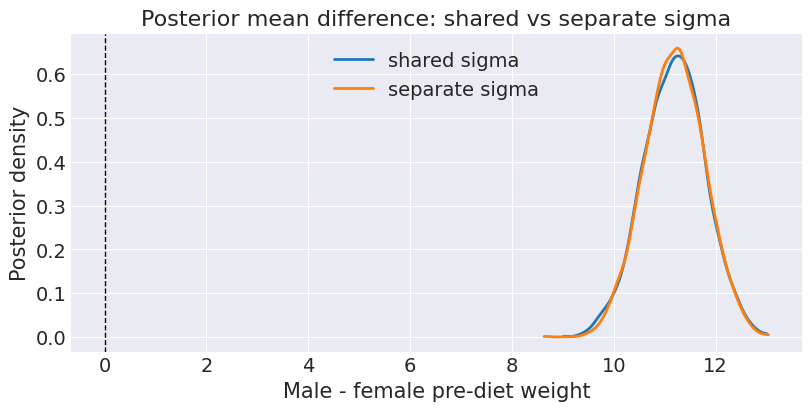 Posterior mean difference: shared vs separate sigma
shared sigma
separate sigma
Posterior density
0.6
0.5
0.4
0.3
0.2
0.1
0.0
0 2 4 6 8 10 12
Male - female pre-diet weight